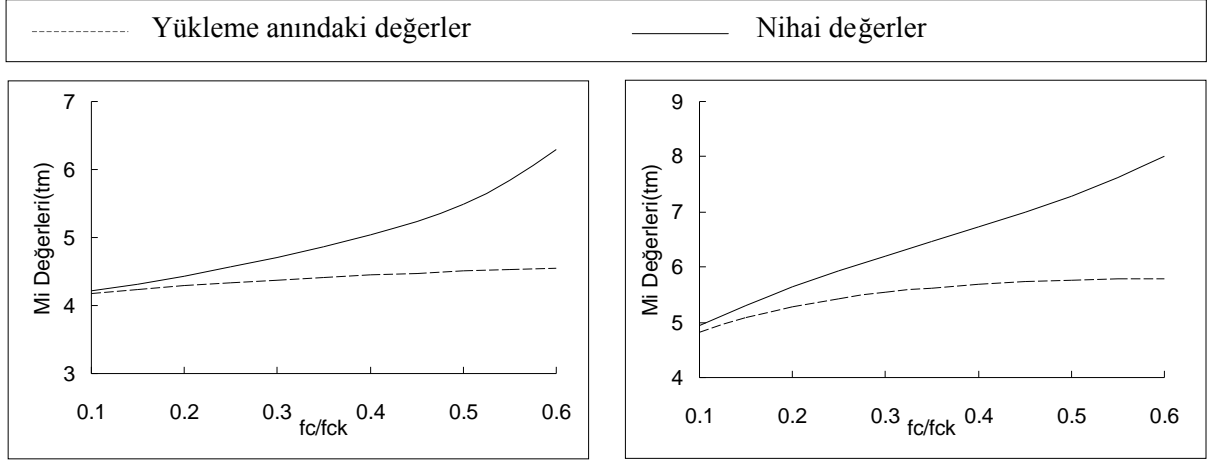 Yükleme anındaki değerler
Nihai değerler
7
6
5
4
3
Mi Değerleri(tm)
0.1 0.2 0.3 0.4 0.5 0.6
fc/fck
9
8
7
6
5
4
Mi Değerleri(tm)
0.1 0.2 0.3 0.4 0.5 0.6
fc/fck